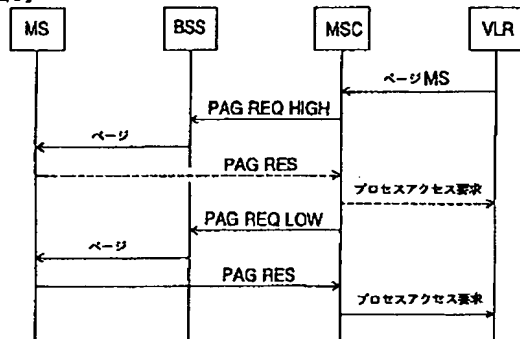 MS BSS MSC VLR
ページMS
PAG REQ HIGH
ページ
PAG RES
プロセスアクセス要求
PAG REQ LOW
ページ
PAG RES
プロセスアクセス要求